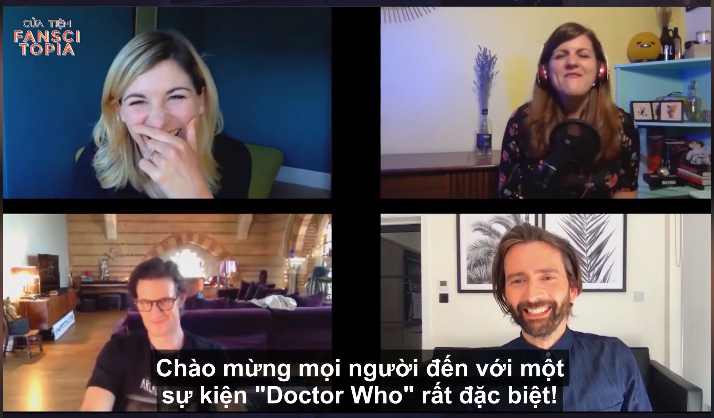 CỬA TIỆM
FANSCI
TOPIA
Chào mừng mọi người đến với một
sự kiện "Doctor Who" rất đặc biệt!